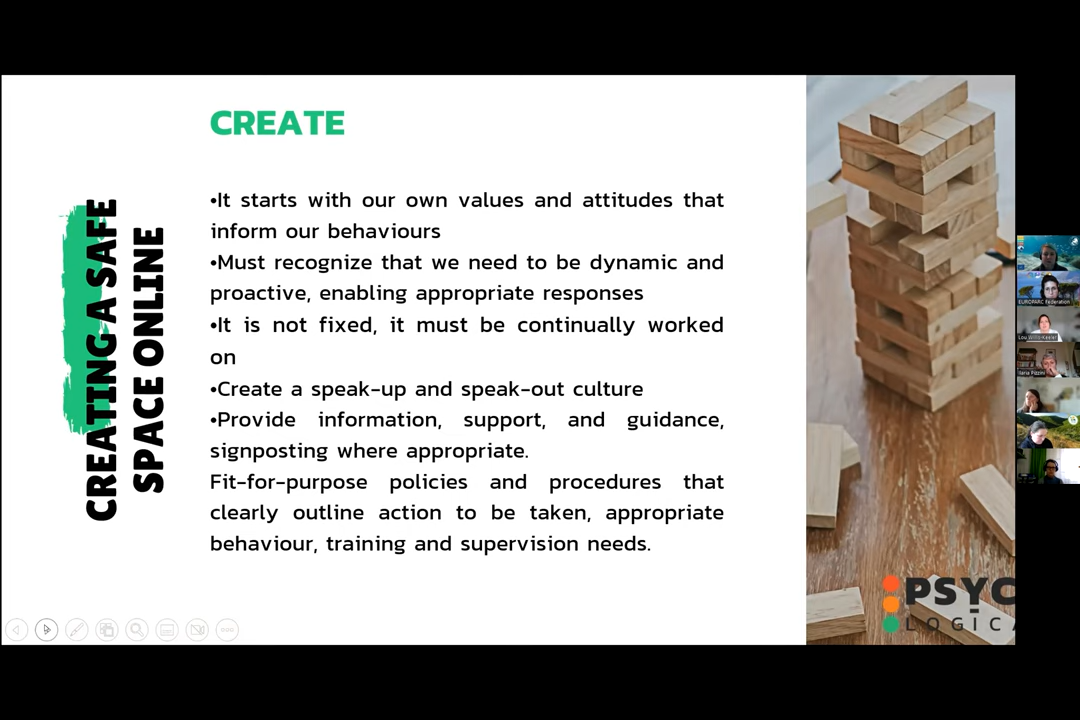 CREATE
CREATING A SAFE
SPACE ONLINE
•It starts with our own values and attitudes that
inform our behaviours
•Must recognize that we need to be dynamic and
proactive, enabling appropriate responses
•It is not fixed, it must be continually worked
on
•Create a speak-up and speak-out culture
•Provide information, support, and guidance,
signposting where appropriate.
Fit-for-purpose policies and procedures that
clearly outline action to be taken, appropriate
behaviour, training and supervision needs.
PSYC
LOGICA
EUROPARC Federation